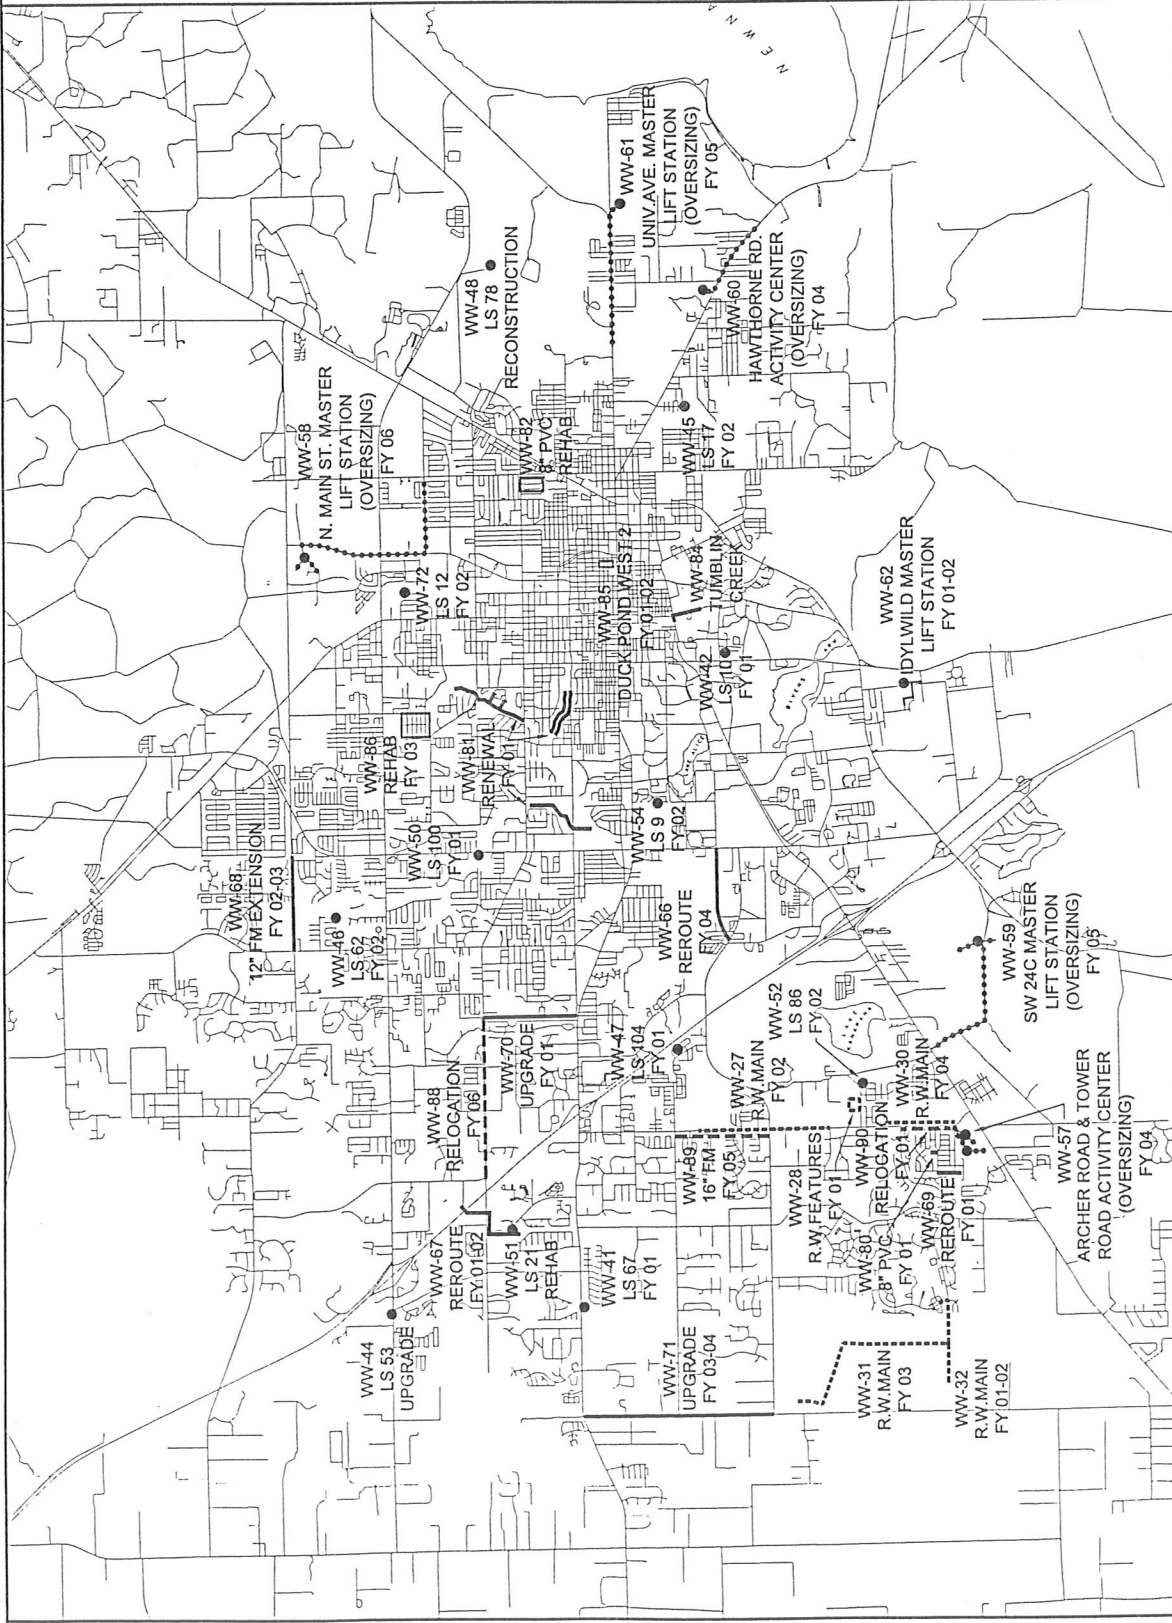 NEWNA
WW-58
N. MAIN ST. MASTER
LIFT STATION
(OVERSIZING)
FY 06
WW-48
LS 78
RECONSTRUCTION
WW-61
UNIV.AVE. MASTER
LIFT STATION
(OVERSIZING)
FY 05
WW-60
HAWTHORNE RD.
ACTIVITY CENTER
(OVERSIZING)
FY 04
WW-82
8" PVC
REHAB
WW-45
LS 17
FY 02
WW-72
LS 12
FY 02
WW-85
DUCK POND WEST 2
FY 01-02
WW-84
TUMBLIN
CREEK
WW-42
LS 10
FY 01
WW-62
IDYLWILD MASTER
LIFT STATION
FY 01-02
WW-86
REHAB
FY 03
WW-81
RENEWAL
FY 01
WW-68
12" FM EXTENSION
FY 02-03
WW-50
LS 100
FY 01
WW-54
LS 9
FY 02
WW-46
LS 62
FY 02
WW-66
REROUTE
FY 04
WW-59
SW 24C MASTER
LIFT STATION
(OVERSIZING)
FY 05
WW-88
RELOCATION
FY 06
WW-70
UPGRADE
FY 01
WW-47
LS 104
FY 01
WW-52
LS 86
FY 02
WW-27
R.W.MAIN
FY 02
WW-30
R.W.MAIN
FY 04
WW-57
ARCHER ROAD & TOWER
ROAD ACTIVITY CENTER
(OVERSIZING)
FY 04
WW-89
16" FM
FY 05
WW-28
R.W.FEATURES
FY 01
WW-90
RELOCATION
FY 01
WW-69
REROUTE
FY 01
WW-80
8" PVC
FY 01
WW-67
REROUTE
FY 01-02
WW-51
LS 21
REHAB
WW-41
LS 67
FY 01
WW-44
LS 53
UPGRADE
WW-71
UPGRADE
FY 03-04
WW-31
R.W.MAIN
FY 03
WW-32
R.W.MAIN
FY 01-02